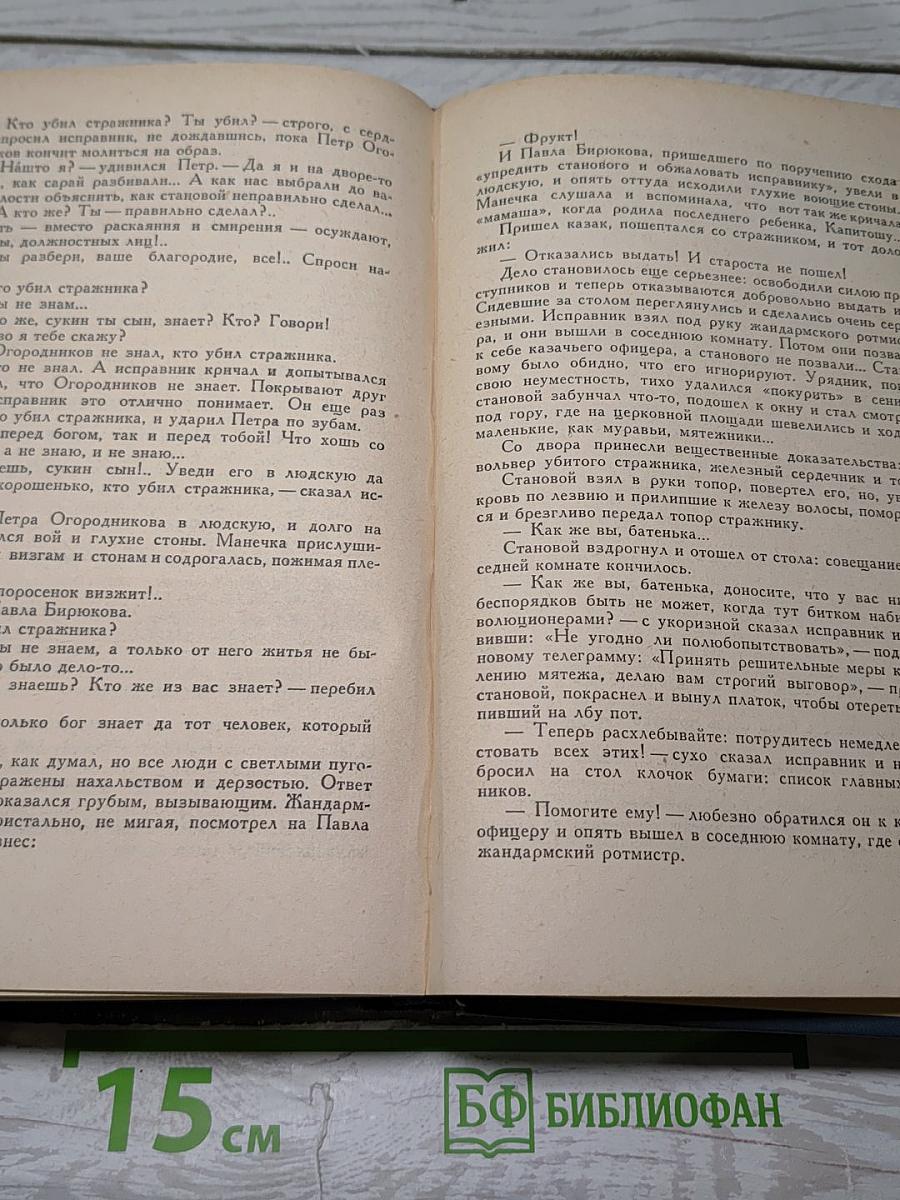 Кто убил стражника? Ты убил? — строго, с серд-
просил исправник, не дождавшись, пока Петр Ого-
ков кончит молиться на образ.
На́што я? — удивился Петр. — Да я и на дворе-то
, как сарай разбивали... А как нас выбрали до ва-
лости объяснить, как становой неправильно сделал...
А кто же? Ты — правильно сделал?..
ть — вместо раскаяния и смирения — осуждают,
ы, должностных лиц!..
ы разбери, ваше благородие, все!.. Спроси на-
то убил стражника?
ы не знам...
о же, сукин ты сын, знает? Кто? Говори!
во я тебе скажу?
Огородников не знал, кто убил стражника.
то не знал. А исправник кричал и допытывался
л, что Огородников не знает. Покрывают друг
справник это отлично понимает. Он еще раз
о убил стражника, и ударил Петра по зубам.
перед богом, так и перед тобой! Что хошь со
а не знаю, и не знаю...
ешь, сукин сын!.. Уведи его в людскую да
хорошенько, кто убил стражника, — сказал ис-
Петра Огородникова в людскую, и долго на
лся вой и глухие стоны. Манечка прислуши-
визгам и стонам и содрогалась, пожимая пле-
поросенок визжит!..
Павла Бирюкова.
л стражника?
ы не знаем, а только от него житья не бы-
о было дело-то...
знаешь? Кто же из вас знает? — перебил
олько бог знает да тот человек, который
, как думал, но все люди с светлыми пуго-
ражены нахальством и дерзостью. Ответ
оказался грубым, вызывающим. Жандарм-
ристально, не мигая, посмотрел на Павла
внес:
— Фрукт!
И Павла Бирюкова, пришедшего по поручению схода
«упредить станового и обжаловать исправнику», увели в
людскую, и опять оттуда исходили глухие воющие стоны.
Манечка слушала и вспоминала, что вот так же кричала
«мамаша», когда родила последнего ребенка, Капитошу...
Пришел казак, пошептался со стражником, и тот доло-
жил:
— Отказались выдать! И староста не пошел!
Дело становилось еще серьезнее: освободили силою пр
ступников и теперь отказываются добровольно выдать и
Сидевшие за столом переглянулись и сделались очень сер
езными. Исправник взял под руку жандармского ротмис
ра, и они вышли в соседнюю комнату. Потом они позва
к себе казачьего офицера, а станового не позвали... Ста
вому было обидно, что его игнорируют. Урядник, пон
свою неуместность, тихо удалился «покурить» в сени
становой забунчал что-то, подошел к окну и стал смотр
под гору, где на церковной площади шевелились и ход
маленькие, как муравьи, мятежники...
Со двора принесли вещественные доказательства:
вольвер убитого стражника, железный сердечник и то
Становой взял в руки топор, повертел его, но, ув
кровь по лезвию и прилипшие к железу волосы, помор
ся и брезгливо передал топор стражнику.
— Как же вы, батенька...
Становой вздрогнул и отошел от стола: совещание
седней комнате кончилось.
— Как же вы, батенька, доносите, что у вас ни
беспорядков быть не может, когда тут битком наби
волюционерами? — с укоризной сказал исправник и
вивши: «Не угодно ли полюбопытствовать», — под
новому телеграмму: «Принять решительные меры к
лению мятежа, делаю вам строгий выговор», — пр
становой, покраснел и вынул платок, чтобы отереть
пивший на лбу пот.
— Теперь расхлебывайте: потрудитесь немедле
стовать всех этих! — сухо сказал исправник и н
бросил на стол клочок бумаги: список главных
ников.
— Помогите ему! — любезно обратился он к к
офицеру и опять вышел в соседнюю комнату, где
жандармский ротмистр.
15 см
БФ БИБЛИОФАН